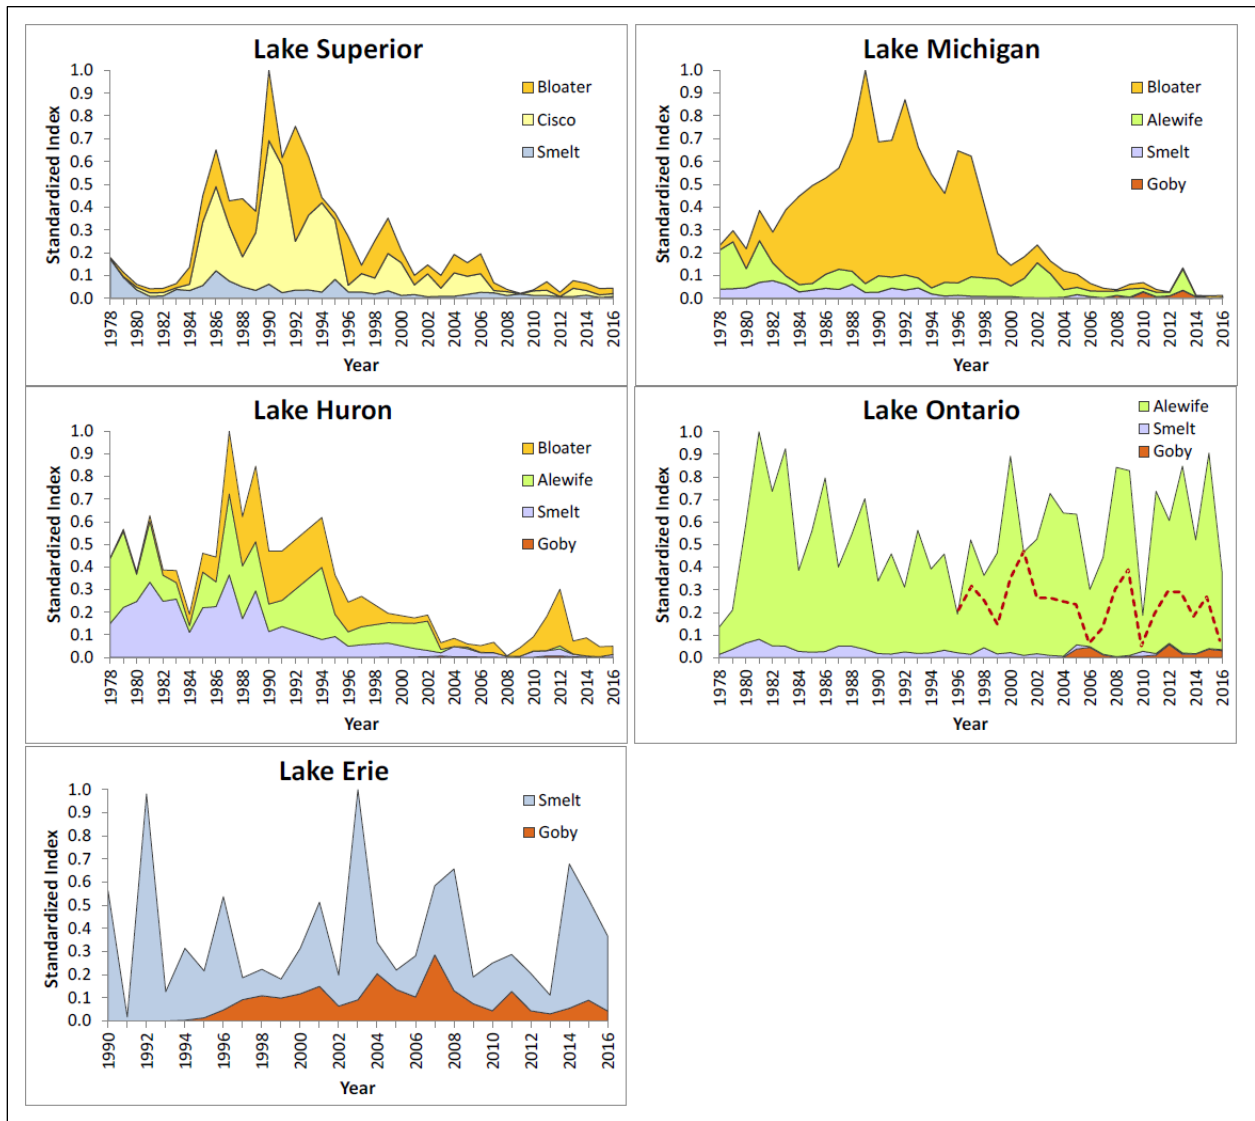 Lake Superior
Standardized Index
1.0
0.9
0.8
0.7
0.6
0.5
0.4
0.3
0.2
0.1
0.0
Bloater
Cisco
Smelt
1978 1980 1982 1984 1986 1988 1990 1992 1994 1996 1998 2000 2002 2004 2006 2008 2010 2012 2014 2016
Year
Lake Michigan
Standardized Index
1.0
0.9
0.8
0.7
0.6
0.5
0.4
0.3
0.2
0.1
0.0
Bloater
Alewife
Smelt
Goby
1978 1980 1982 1984 1986 1988 1990 1992 1994 1996 1998 2000 2002 2004 2006 2008 2010 2012 2014 2016
Year
Lake Huron
Standardized Index
1.0
0.9
0.8
0.7
0.6
0.5
0.4
0.3
0.2
0.1
0.0
Bloater
Alewife
Smelt
Goby
1978 1980 1982 1984 1986 1988 1990 1992 1994 1996 1998 2000 2002 2004 2006 2008 2010 2012 2014 2016
Year
Lake Ontario
Standardized Index
1.0
0.9
0.8
0.7
0.6
0.5
0.4
0.3
0.2
0.1
0.0
Alewife
Smelt
Goby
1978 1980 1982 1984 1986 1988 1990 1992 1994 1996 1998 2000 2002 2004 2006 2008 2010 2012 2014 2016
Year
Lake Erie
Standardized Index
1.0
0.9
0.8
0.7
0.6
0.5
0.4
0.3
0.2
0.1
0.0
Smelt
Goby
1990 1992 1994 1996 1998 2000 2002 2004 2006 2008 2010 2012 2014 2016
Year